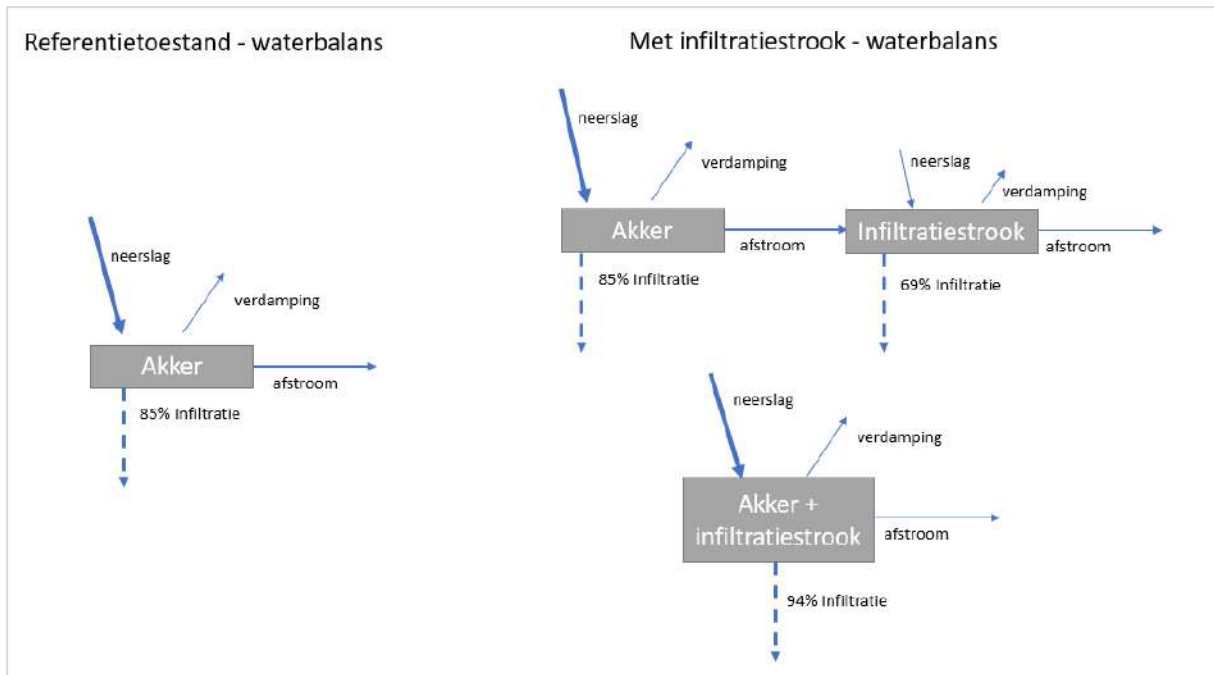 Referentietoestand - waterbalans
neerslag
verdamping
Akker
afstroom
85% Infiltratie
Met infiltratiestrook - waterbalans
neerslag
verdamping
neerslag
verdamping
Akker
Infiltratiestrook
afstroom
afstroom
85% Infiltratie
69% Infiltratie
neerslag
verdamping
Akker +
infiltratiestrook
afstroom
94% Infiltratie